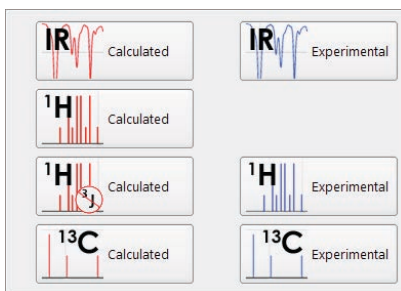 IR Calculated IR Experimental
¹H Calculated
¹H ³J Calculated ¹H Experimental
¹³C Calculated ¹³C Experimental